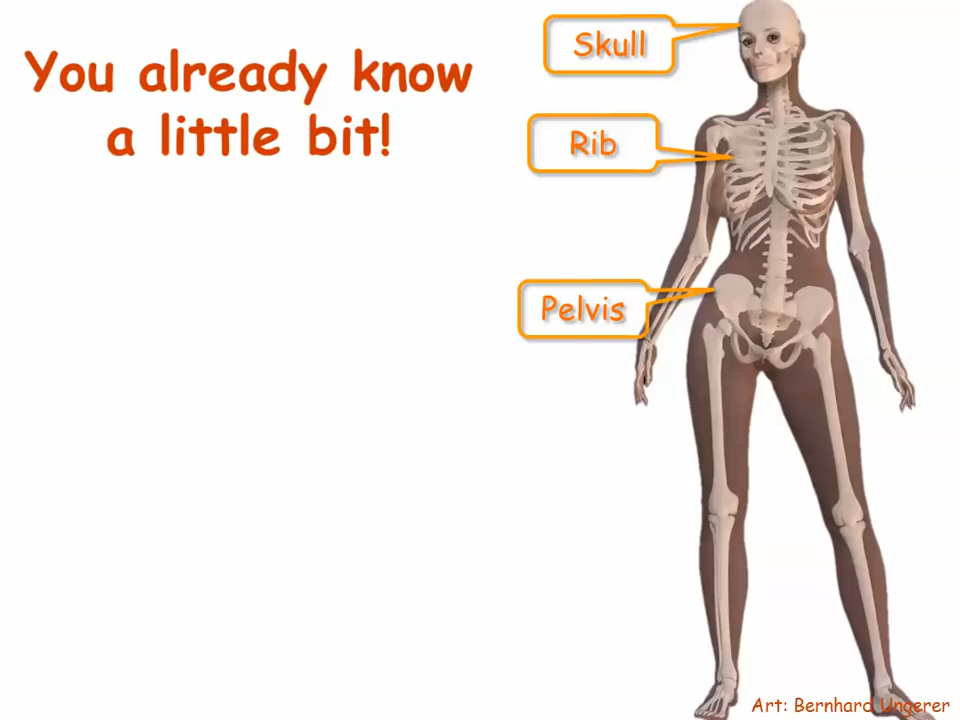 You already know
a little bit!
Skull
Rib
Pelvis
Art: Bernhard Ungerer